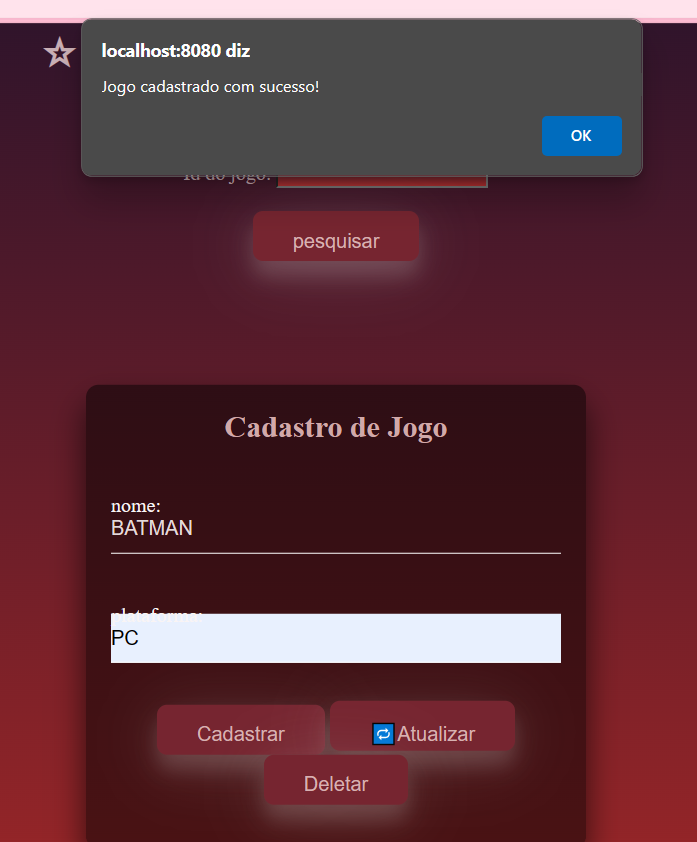 localhost:8080 diz
Jogo cadastrado com sucesso!
OK
Id do jogo:
pesquisar
Cadastro de Jogo
nome:
BATMAN
plataforma:
PC
Cadastrar
Atualizar
Deletar